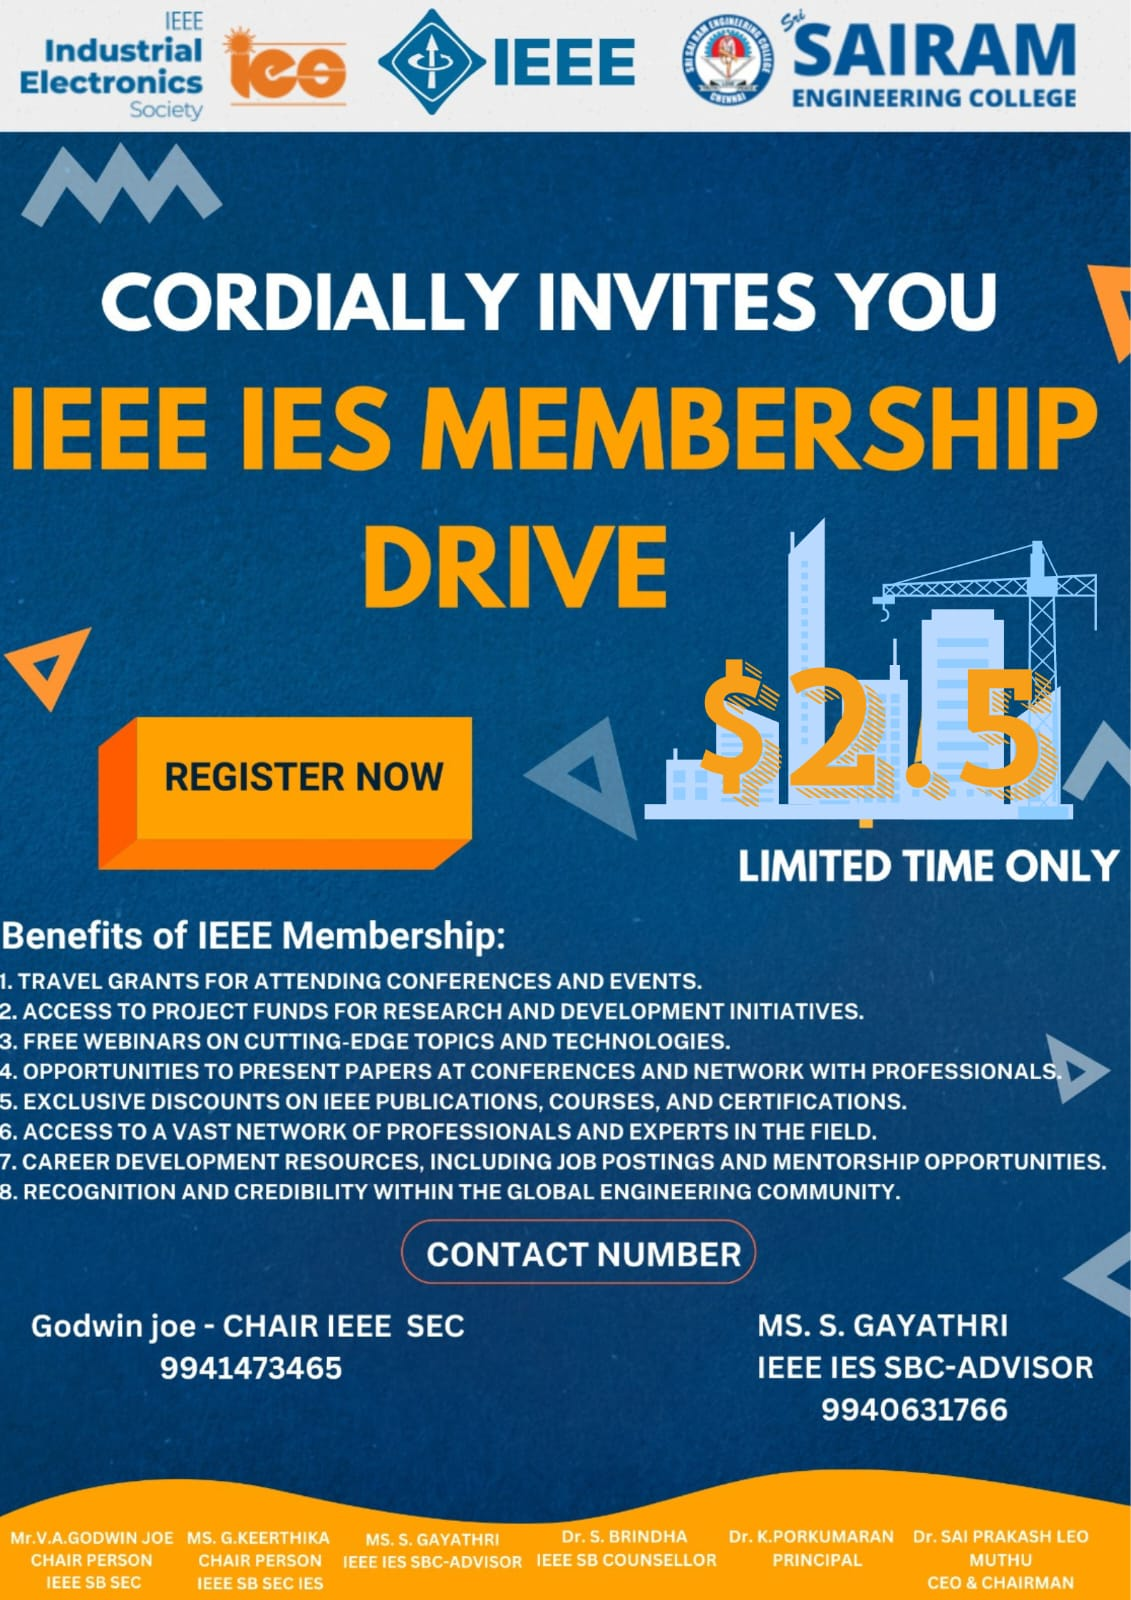 IEEE
Industrial
Electronics
Society
ies
IEEE
SRI SAI RAM ENGINEERING COLLEGE
CHENNAI
Sri
SAIRAM
ENGINEERING COLLEGE
CORDIALLY INVITES YOU
IEEE IES MEMBERSHIP
DRIVE
$2.5
REGISTER NOW
LIMITED TIME ONLY
Benefits of IEEE Membership:
1. TRAVEL GRANTS FOR ATTENDING CONFERENCES AND EVENTS.
2. ACCESS TO PROJECT FUNDS FOR RESEARCH AND DEVELOPMENT INITIATIVES.
3. FREE WEBINARS ON CUTTING-EDGE TOPICS AND TECHNOLOGIES.
4. OPPORTUNITIES TO PRESENT PAPERS AT CONFERENCES AND NETWORK WITH PROFESSIONALS.
5. EXCLUSIVE DISCOUNTS ON IEEE PUBLICATIONS, COURSES, AND CERTIFICATIONS.
6. ACCESS TO A VAST NETWORK OF PROFESSIONALS AND EXPERTS IN THE FIELD.
7. CAREER DEVELOPMENT RESOURCES, INCLUDING JOB POSTINGS AND MENTORSHIP OPPORTUNITIES.
8. RECOGNITION AND CREDIBILITY WITHIN THE GLOBAL ENGINEERING COMMUNITY.
CONTACT NUMBER
Godwin joe - CHAIR IEEE SEC
9941473465
MS. S. GAYATHRI
IEEE IES SBC-ADVISOR
9940631766
Mr.V.A.GODWIN JOE
CHAIR PERSON
IEEE SB SEC
MS. G.KEERTHIKA
CHAIR PERSON
IEEE SB SEC IES
MS. S. GAYATHRI
IEEE IES SBC-ADVISOR
Dr. S. BRINDHA
IEEE SB COUNSELLOR
Dr. K.PORKUMARAN
PRINCIPAL
Dr. SAI PRAKASH LEO
MUTHU
CEO & CHAIRMAN